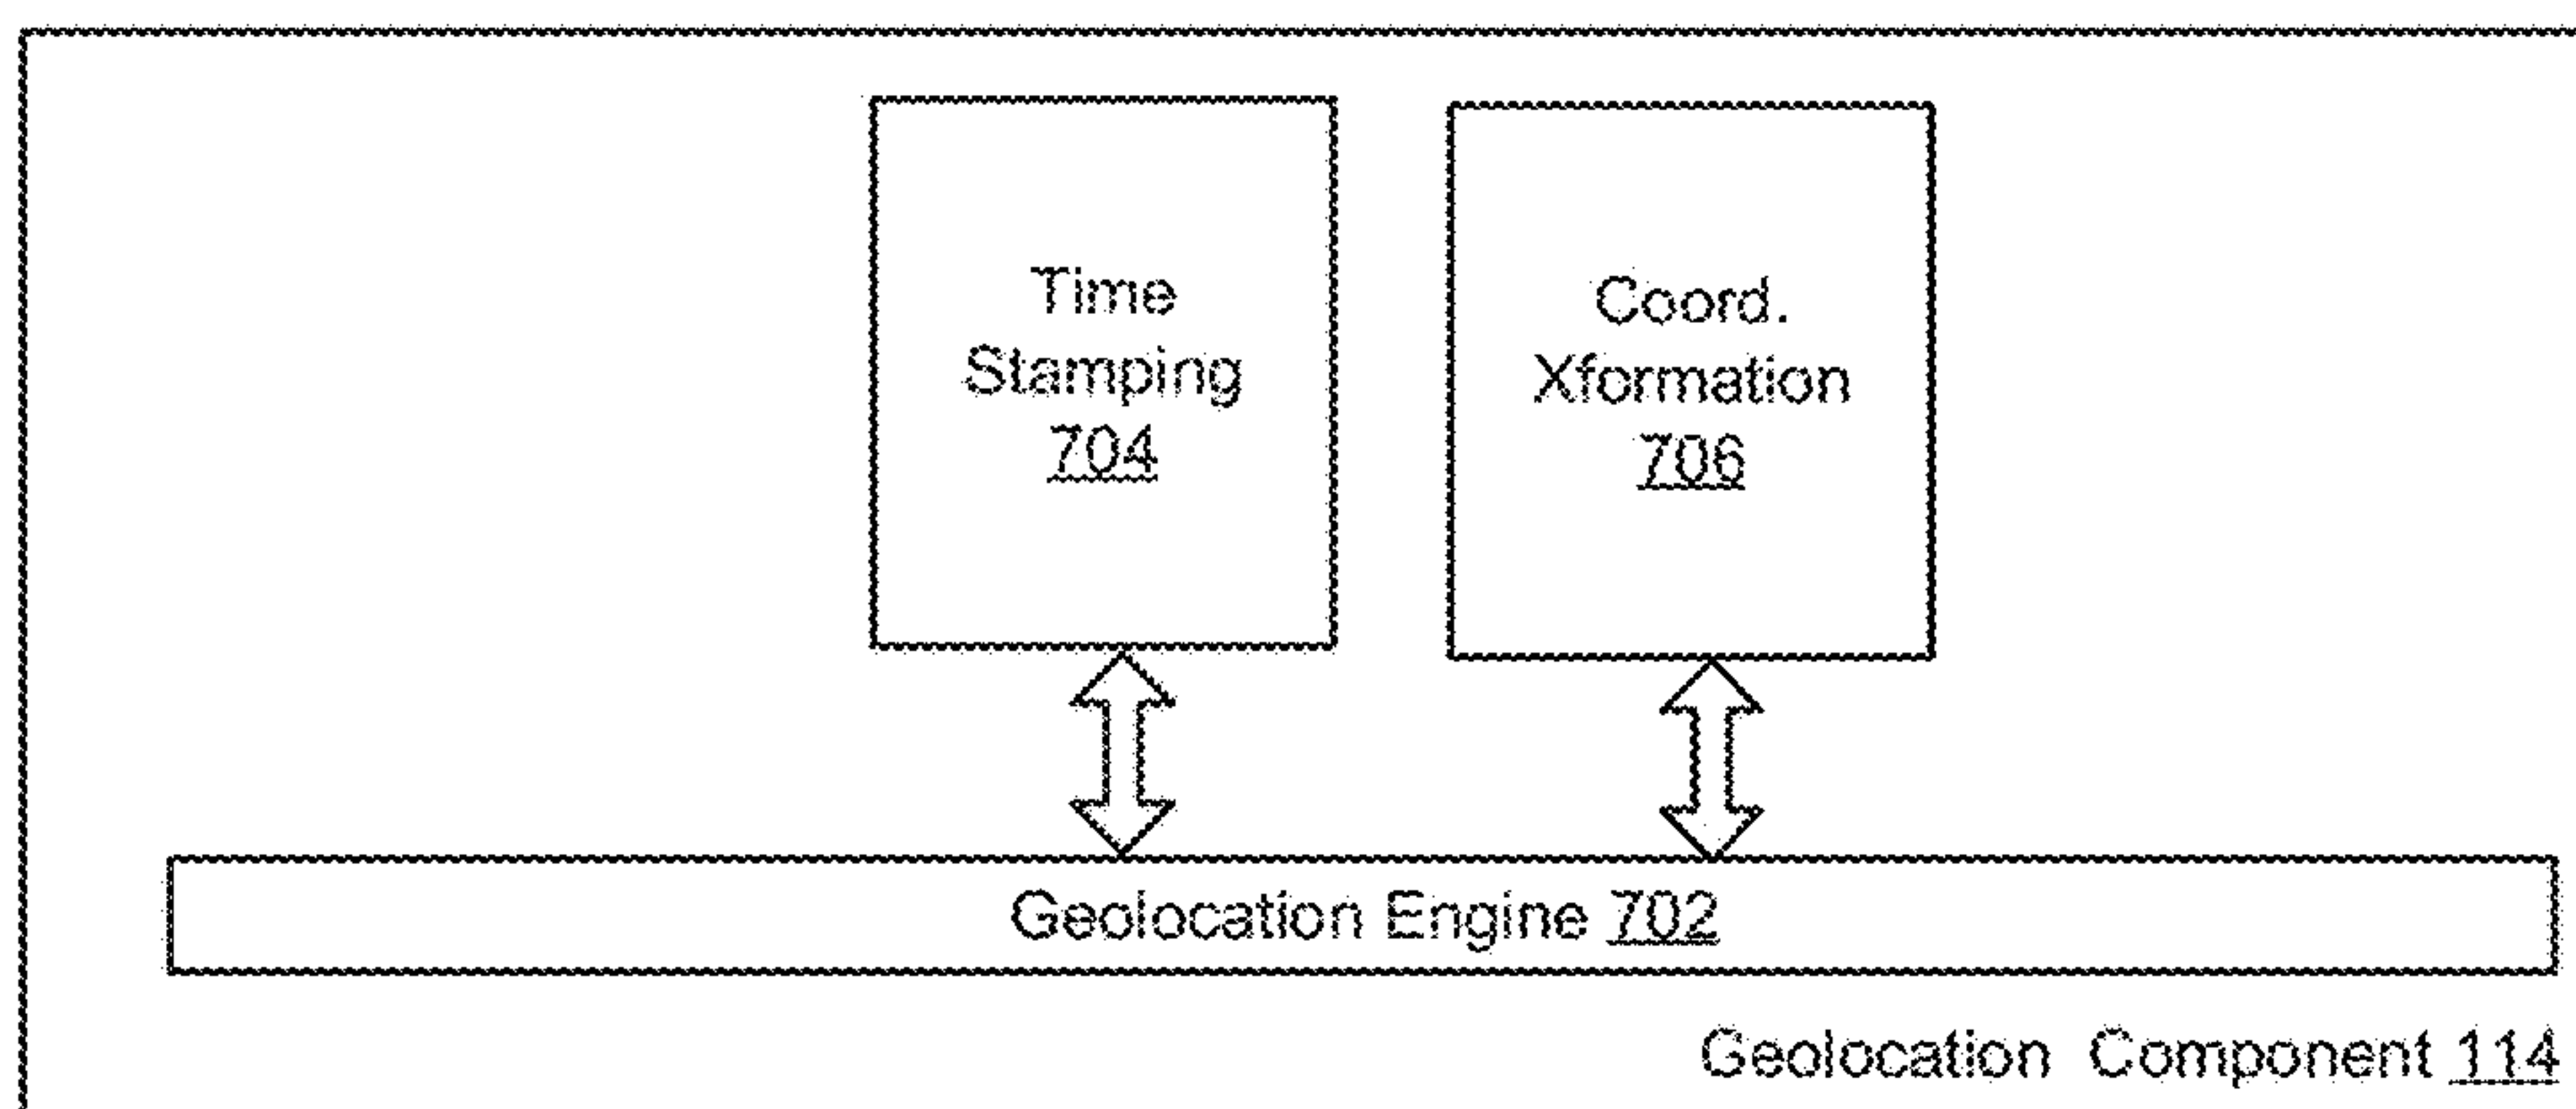 Time
Stamping
704
Coord.
Xformation
706
Geolocation Engine 702
Geolocation Component 114